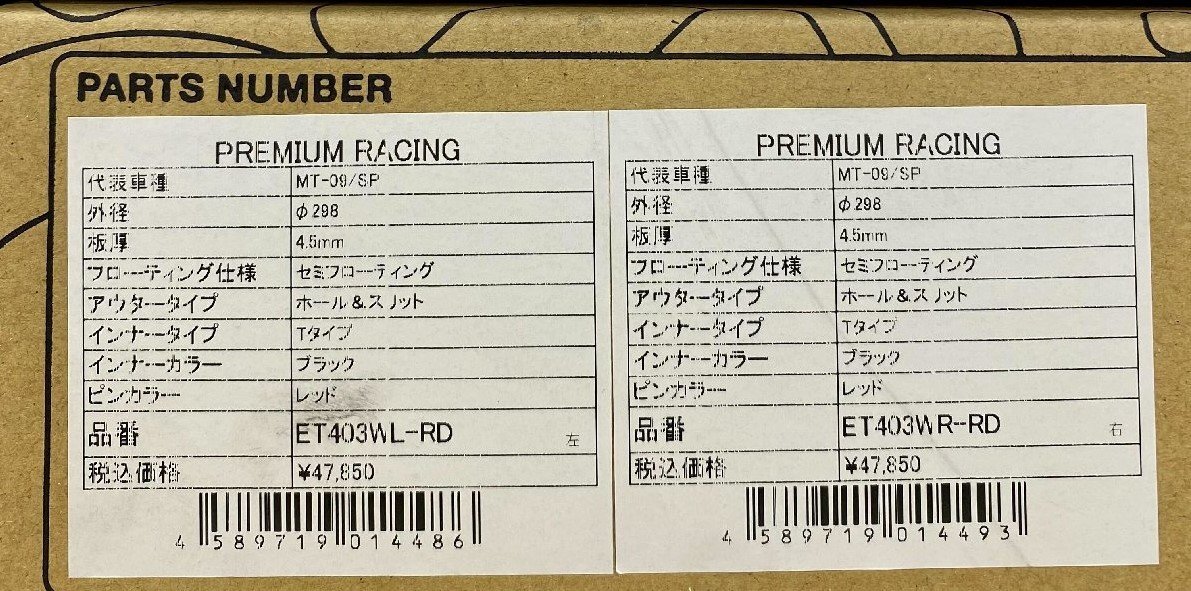 PARTS NUMBER
PREMIUM RACING
代表車種 MT-09/SP
外径 φ298
板厚 4.5mm
フローティング仕様 セミフローティング
アウタータイプ ホール&スリット
インナータイプ Tタイプ
インナーカラー ブラック
ピンカラー レッド
品番 ET403WL-RD 左
税込価格 ¥47,850
4 589719 014486
PREMIUM RACING
代表車種 MT-09/SP
外径 φ298
板厚 4.5mm
フローティング仕様 セミフローティング
アウタータイプ ホール&スリット
インナータイプ Tタイプ
インナーカラー ブラック
ピンカラー レッド
品番 ET403WR-RD 右
税込価格 ¥47,850
4 589719 014493